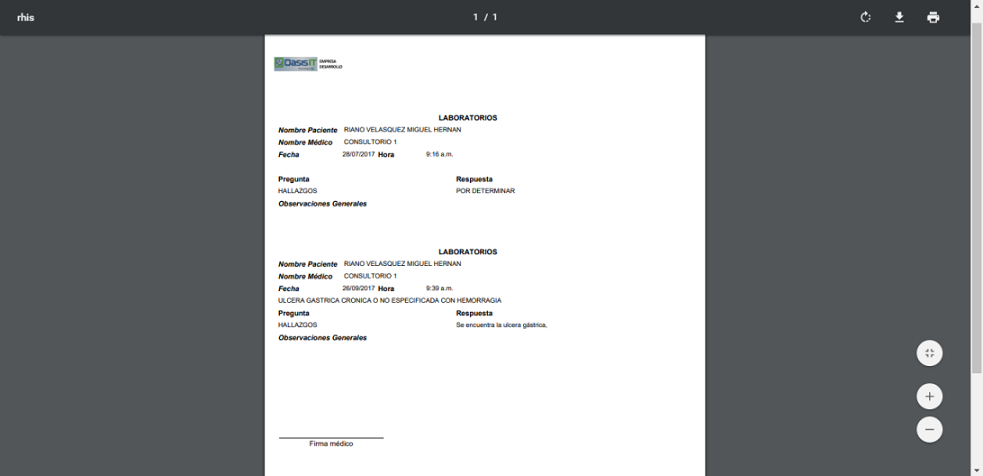 rhis
1 / 1
OasisIT EMPRESA
DESARROLLO
LABORATORIOS
Nombre Paciente RIANO VELASQUEZ MIGUEL HERNAN
Nombre Médico CONSULTORIO 1
Fecha 28/07/2017 Hora 9:16 a.m.
Pregunta Respuesta
HALLAZGOS POR DETERMINAR
Observaciones Generales
LABORATORIOS
Nombre Paciente RIANO VELASQUEZ MIGUEL HERNAN
Nombre Médico CONSULTORIO 1
Fecha 26/09/2017 Hora 9:39 a.m.
ULCERA GASTRICA CRONICA O NO ESPECIFICADA CON HEMORRAGIA
Pregunta Respuesta
HALLAZGOS Se encuentra la ulcera gástrica,
Observaciones Generales
Firma médico